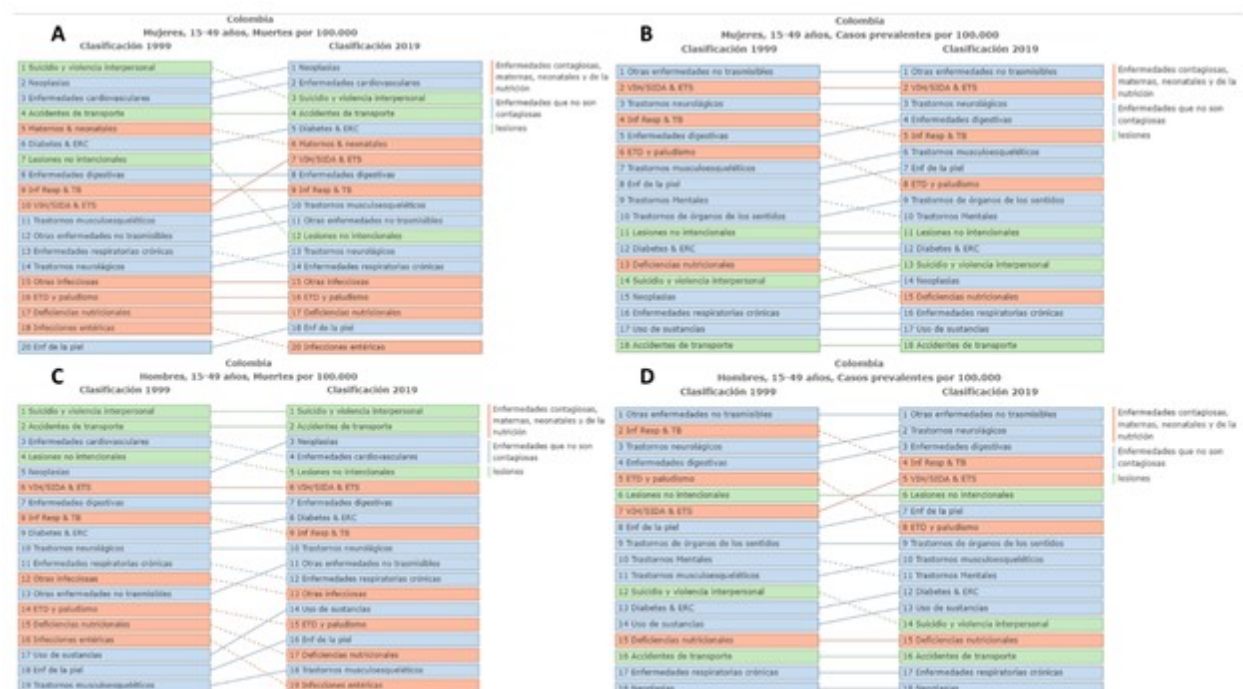 A
Colombia
Mujeres, 15-49 años, Muertes por 100.000
Clasificación 1999
Clasificación 2019
1 Suicidio y violencia interpersonal
2 Neoplasias
3 Enfermedades cardiovasculares
4 Accidentes de transporte
5 Maternos & neonatales
6 Diabetes & ERC
7 Lesiones no intencionales
8 Enfermedades digestivas
9 Inf Resp & TB
10 VIH/SIDA & ETS
11 Trastornos musculoesqueléticos
12 Otras enfermedades no trasmisibles
13 Enfermedades respiratorias crónicas
14 Trastornos neurológicos
15 Otras infecciosas
16 ETD y paludismo
17 Deficiencias nutricionales
18 Infecciones entéricas
20 Enf de la piel
1 Neoplasias
2 Enfermedades cardiovasculares
3 Suicidio y violencia interpersonal
4 Accidentes de transporte
5 Diabetes & ERC
6 Maternos & neonatales
7 VIH/SIDA & ETS
8 Enfermedades digestivas
9 Inf Resp & TB
10 Trastornos musculoesqueléticos
11 Otras enfermedades no trasmisibles
12 Lesiones no intencionales
13 Trastornos neurológicos
14 Enfermedades respiratorias crónicas
15 Otras infecciosas
16 ETD y paludismo
17 Deficiencias nutricionales
18 Enf de la piel
20 Infecciones entéricas
Enfermedades contagiosas,
maternas, neonatales y de la
nutrición
Enfermedades que no son
contagiosas
lesiones
B
Colombia
Mujeres, 15-49 años, Casos prevalentes por 100.000
Clasificación 1999
Clasificación 2019
1 Otras enfermedades no trasmisibles
2 VIH/SIDA & ETS
3 Trastornos neurológicos
4 Inf Resp & TB
5 Enfermedades digestivas
6 ETD y paludismo
7 Trastornos musculoesqueléticos
8 Enf de la piel
9 Trastornos Mentales
10 Trastornos de órganos de los sentidos
11 Lesiones no intencionales
12 Diabetes & ERC
13 Deficiencias nutricionales
14 Suicidio y violencia interpersonal
15 Neoplasias
16 Enfermedades respiratorias crónicas
17 Uso de sustancias
18 Accidentes de transporte
1 Otras enfermedades no trasmisibles
2 VIH/SIDA & ETS
3 Trastornos neurológicos
4 Enfermedades digestivas
5 Inf Resp & TB
6 Trastornos musculoesqueléticos
7 Enf de la piel
8 ETD y paludismo
9 Trastornos de órganos de los sentidos
10 Trastornos Mentales
11 Lesiones no intencionales
12 Diabetes & ERC
13 Suicidio y violencia interpersonal
14 Neoplasias
15 Deficiencias nutricionales
16 Enfermedades respiratorias crónicas
17 Uso de sustancias
18 Accidentes de transporte
Enfermedades contagiosas,
maternas, neonatales y de la
nutrición
Enfermedades que no son
contagiosas
lesiones
C
Colombia
Hombres, 15-49 años, Muertes por 100.000
Clasificación 1999
Clasificación 2019
1 Suicidio y violencia interpersonal
2 Accidentes de transporte
3 Enfermedades cardiovasculares
4 Lesiones no intencionales
5 Neoplasias
6 VIH/SIDA & ETS
7 Enfermedades digestivas
8 Inf Resp & TB
9 Diabetes & ERC
10 Trastornos neurológicos
11 Enfermedades respiratorias crónicas
12 Otras infecciosas
13 Otras enfermedades no trasmisibles
14 ETD y paludismo
15 Deficiencias nutricionales
16 Infecciones entéricas
17 Uso de sustancias
18 Enf de la piel
19 Trastornos musculoesqueléticos
1 Suicidio y violencia interpersonal
2 Accidentes de transporte
3 Neoplasias
4 Enfermedades cardiovasculares
5 Lesiones no intencionales
6 VIH/SIDA & ETS
7 Enfermedades digestivas
8 Diabetes & ERC
9 Inf Resp & TB
10 Trastornos neurológicos
11 Otras enfermedades no trasmisibles
12 Enfermedades respiratorias crónicas
13 Otras infecciosas
14 Uso de sustancias
15 ETD y paludismo
16 Enf de la piel
17 Deficiencias nutricionales
18 Trastornos musculoesqueléticos
19 Infecciones entéricas
Enfermedades contagiosas,
maternas, neonatales y de la
nutrición
Enfermedades que no son
contagiosas
lesiones
D
Colombia
Hombres, 15-49 años, Casos prevalentes por 100.000
Clasificación 1999
Clasificación 2019
1 Otras enfermedades no trasmisibles
2 Inf Resp & TB
3 Trastornos neurológicos
4 Enfermedades digestivas
5 ETD y paludismo
6 Lesiones no intencionales
7 VIH/SIDA & ETS
8 Enf de la piel
9 Trastornos de órganos de los sentidos
10 Trastornos Mentales
11 Trastornos musculoesqueléticos
12 Suicidio y violencia interpersonal
13 Diabetes & ERC
14 Uso de sustancias
15 Deficiencias nutricionales
16 Accidentes de transporte
17 Enfermedades respiratorias crónicas
18 Neoplasias
1 Otras enfermedades no trasmisibles
2 Trastornos neurológicos
3 Enfermedades digestivas
4 Inf Resp & TB
5 VIH/SIDA & ETS
6 Lesiones no intencionales
7 Enf de la piel
8 ETD y paludismo
9 Trastornos de órganos de los sentidos
10 Trastornos musculoesqueléticos
11 Trastornos Mentales
12 Diabetes & ERC
13 Uso de sustancias
14 Suicidio y violencia interpersonal
15 Deficiencias nutricionales
16 Accidentes de transporte
17 Enfermedades respiratorias crónicas
18 Neoplasias
Enfermedades contagiosas,
maternas, neonatales y de la
nutrición
Enfermedades que no son
contagiosas
lesiones